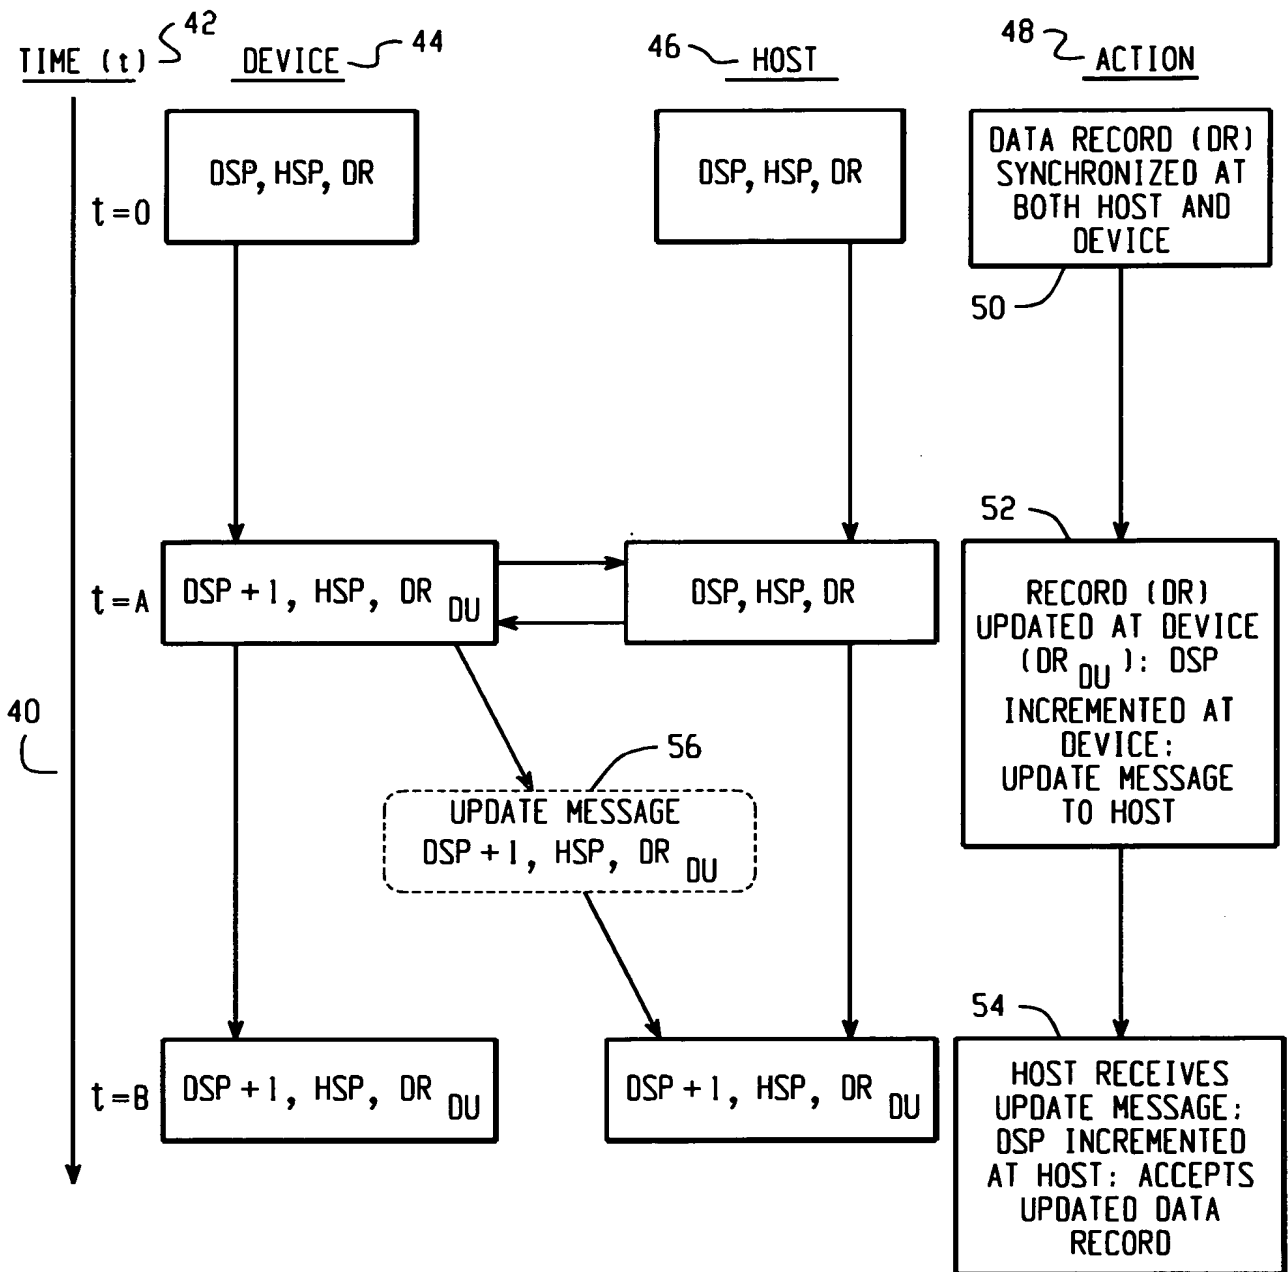 TIME (t) 42
DEVICE 44
46 HOST
48 ACTION
t=0
DSP, HSP, DR
DSP, HSP, DR
DATA RECORD (DR)
SYNCHRONIZED AT
BOTH HOST AND
DEVICE
50
t=A
DSP+1, HSP, DR DU
DSP, HSP, DR
52
RECORD (DR)
UPDATED AT DEVICE
(DR DU): DSP
INCREMENTED AT
DEVICE:
UPDATE MESSAGE
TO HOST
40
56
UPDATE MESSAGE
DSP+1, HSP, DR DU
t=B
DSP+1, HSP, DR DU
DSP+1, HSP, DR DU
54
HOST RECEIVES
UPDATE MESSAGE:
DSP INCREMENTED
AT HOST: ACCEPTS
UPDATED DATA
RECORD